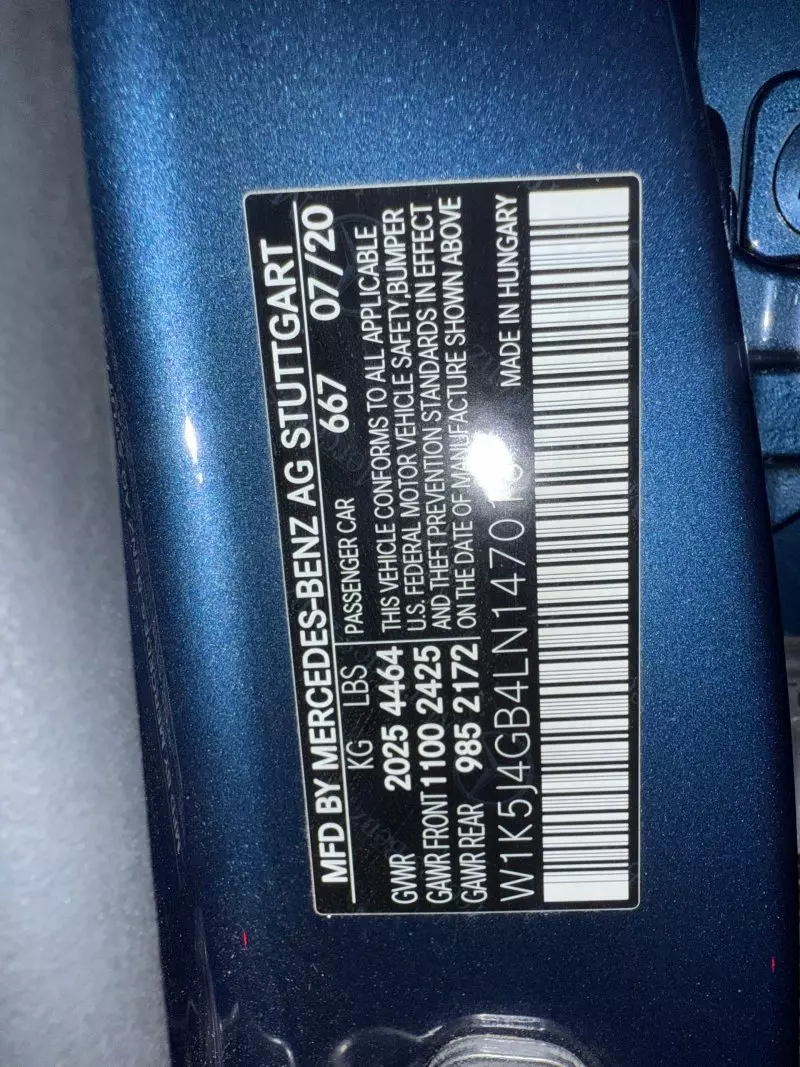 MFD BY MERCEDES-BENZ AG STUTTGART
667 07/20
KG LBS PASSENGER CAR
GVWR 2025 4464
GAWR FRONT 1100 2425
GAWR REAR 985 2172
THIS VEHICLE CONFORMS TO ALL APPLICABLE
U.S. FEDERAL MOTOR VEHICLE SAFETY,BUMPER
AND THEFT PREVENTION STANDARDS IN EFFECT
ON THE DATE OF MANUFACTURE SHOWN ABOVE
W1K5J4GB4LN1470
MADE IN HUNGARY